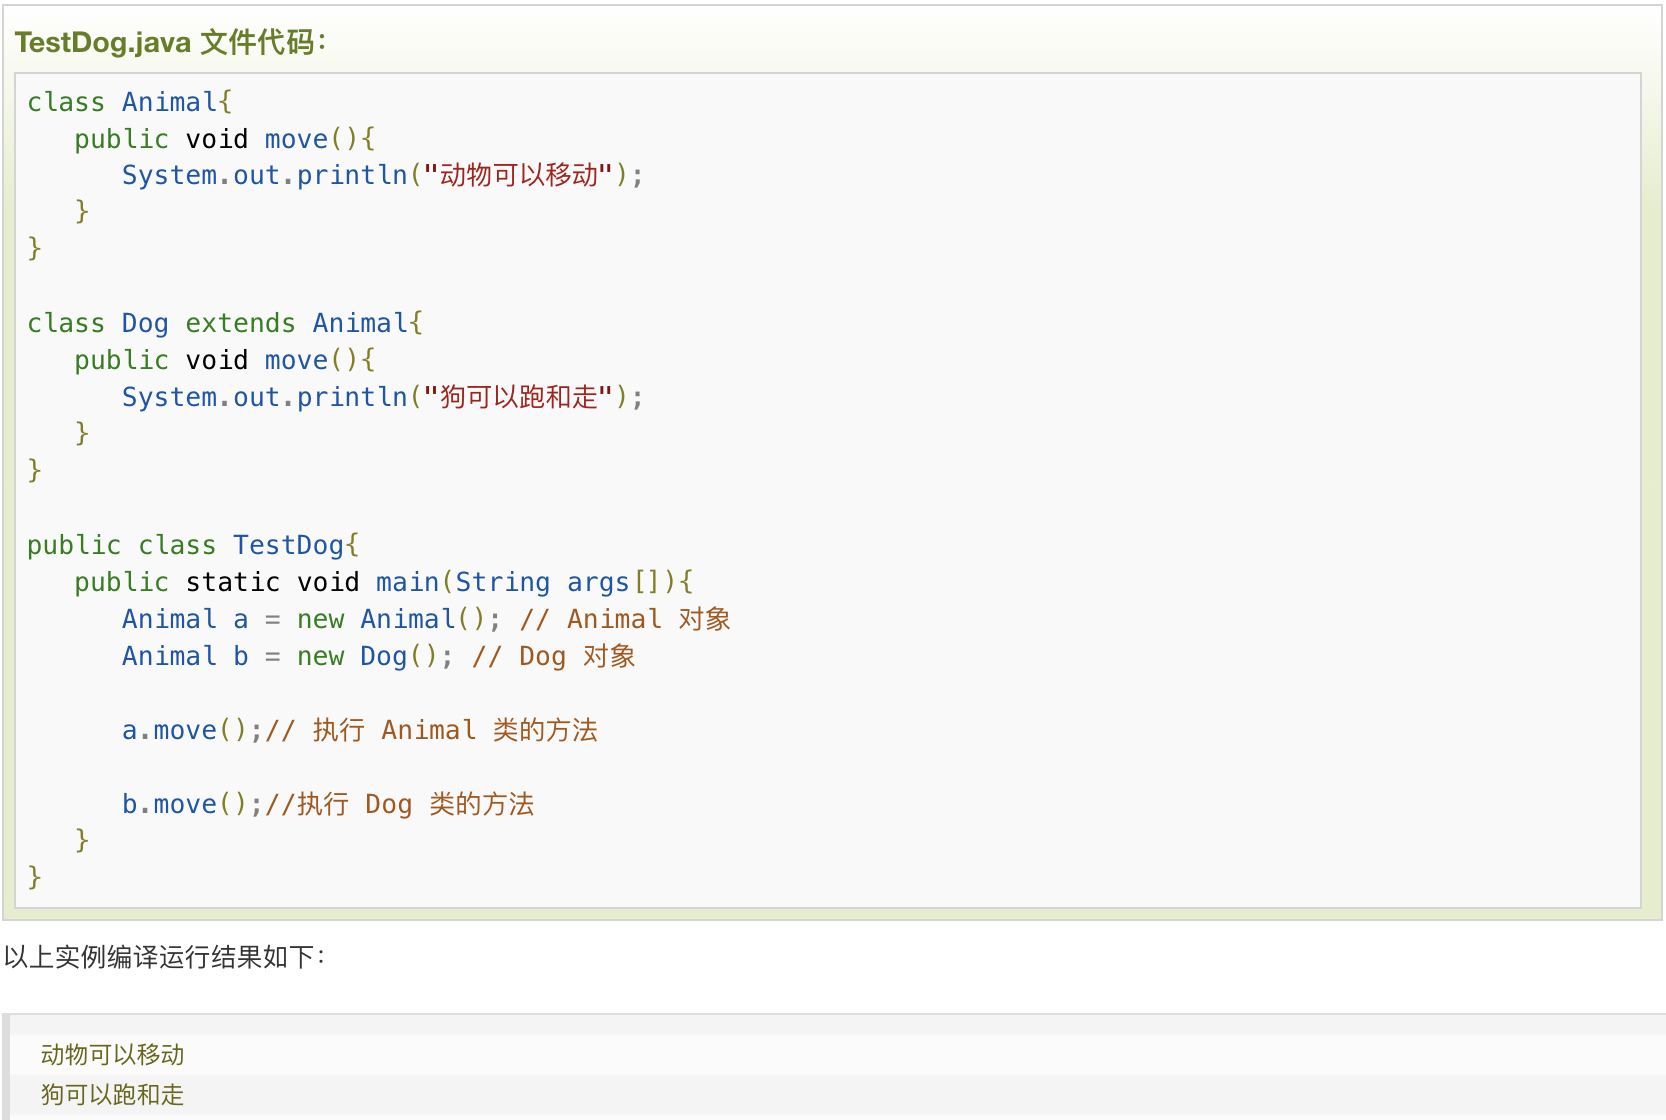 TestDog.java 文件代码：
class Animal{
   public void move(){
      System.out.println("动物可以移动");
   }
}

class Dog extends Animal{
   public void move(){
      System.out.println("狗可以跑和走");
   }
}

public class TestDog{
   public static void main(String args[]){
      Animal a = new Animal(); // Animal 对象
      Animal b = new Dog(); // Dog 对象

      a.move();// 执行 Animal 类的方法

      b.move();//执行 Dog 类的方法
   }
}
以上实例编译运行结果如下：
动物可以移动
狗可以跑和走